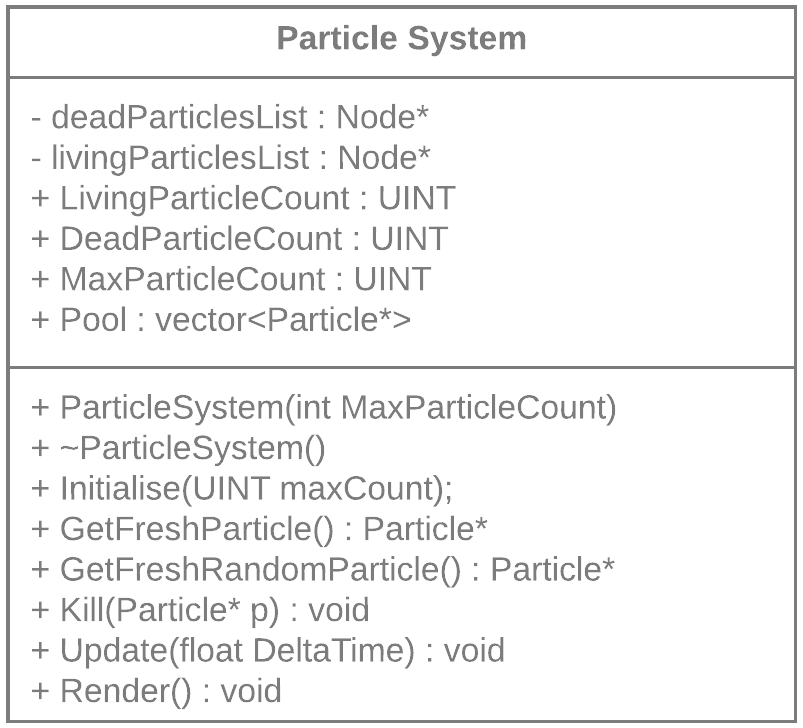 Particle System
- deadParticlesList : Node*
- livingParticlesList : Node*
+ LivingParticleCount : UINT
+ DeadParticleCount : UINT
+ MaxParticleCount : UINT
+ Pool : vector<Particle*>
+ ParticleSystem(int MaxParticleCount)
+ ~ParticleSystem()
+ Initialise(UINT maxCount);
+ GetFreshParticle() : Particle*
+ GetFreshRandomParticle() : Particle*
+ Kill(Particle* p) : void
+ Update(float DeltaTime) : void
+ Render() : void